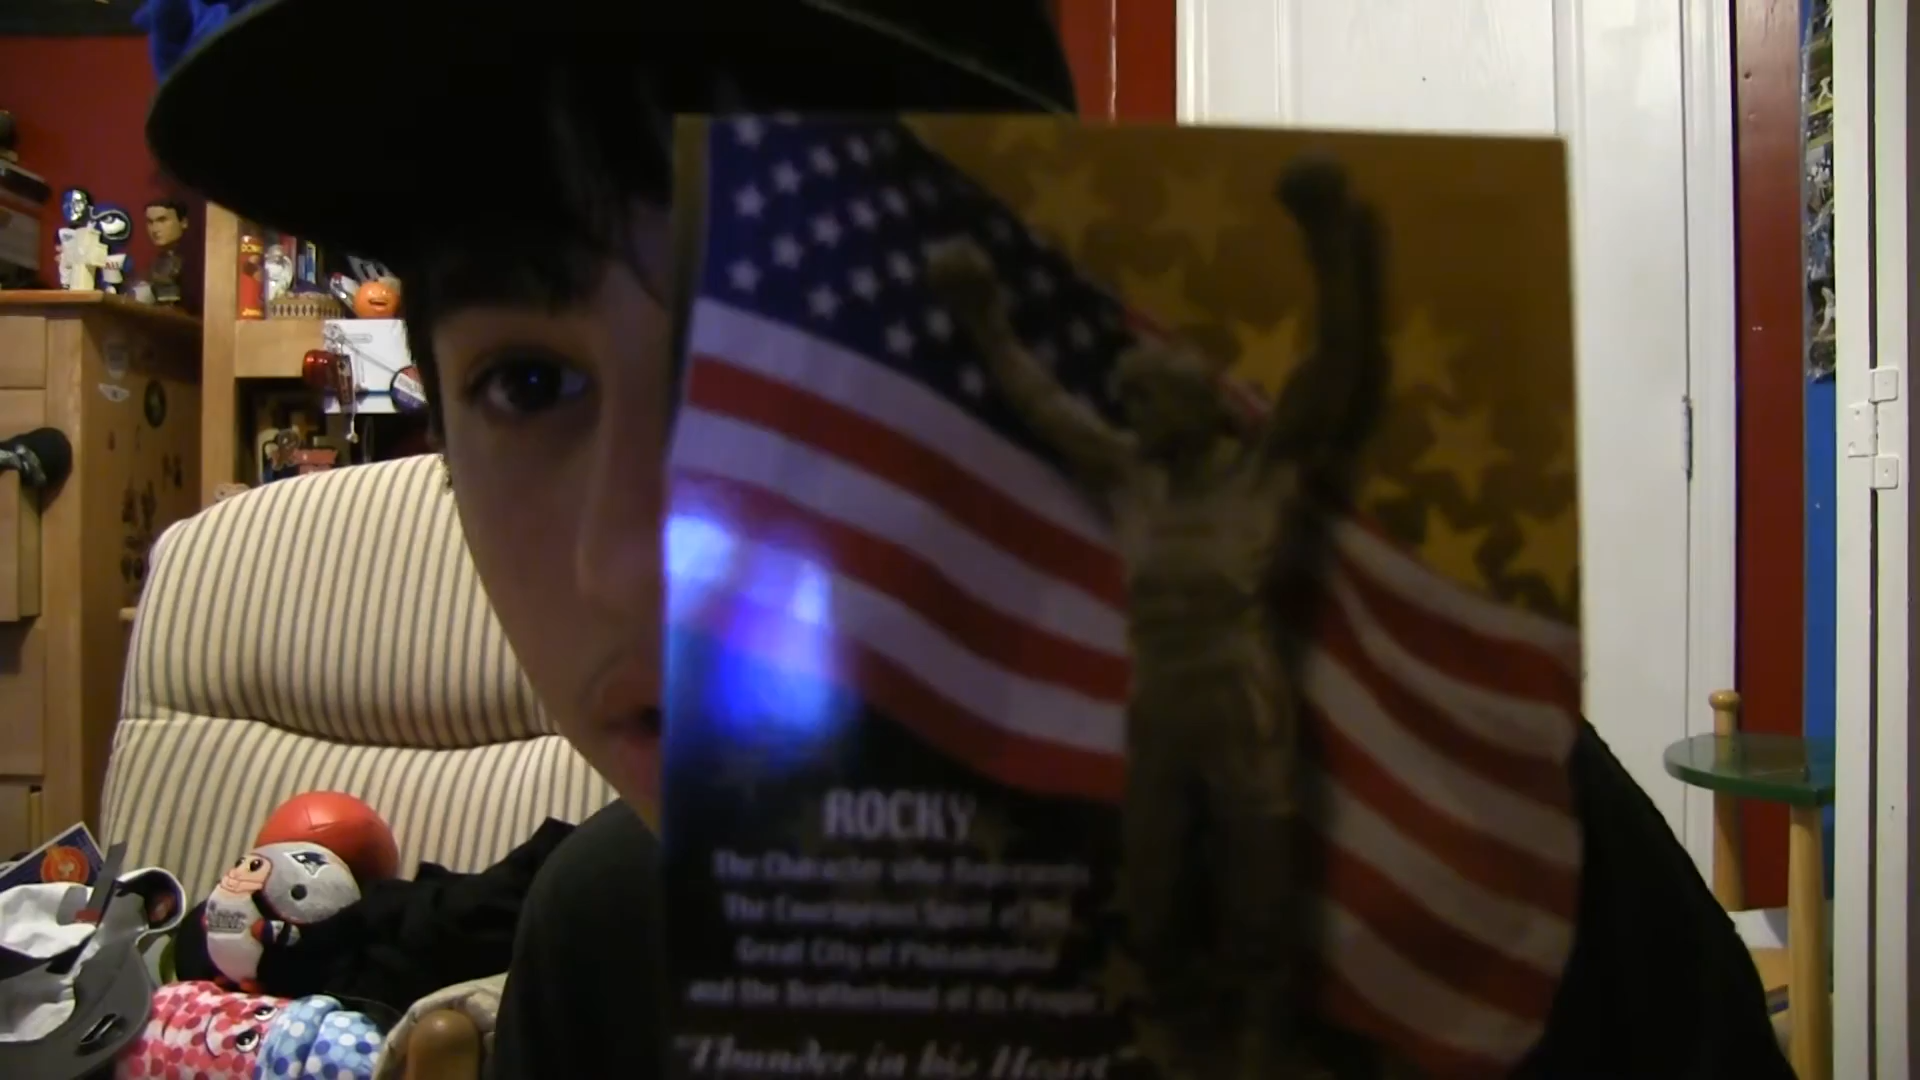 ROCKY
The Character who Represents
The Courageous Spirit of the
Great City of Philadelphia
and the Brotherhood of its People
"Thunder in his Heart"